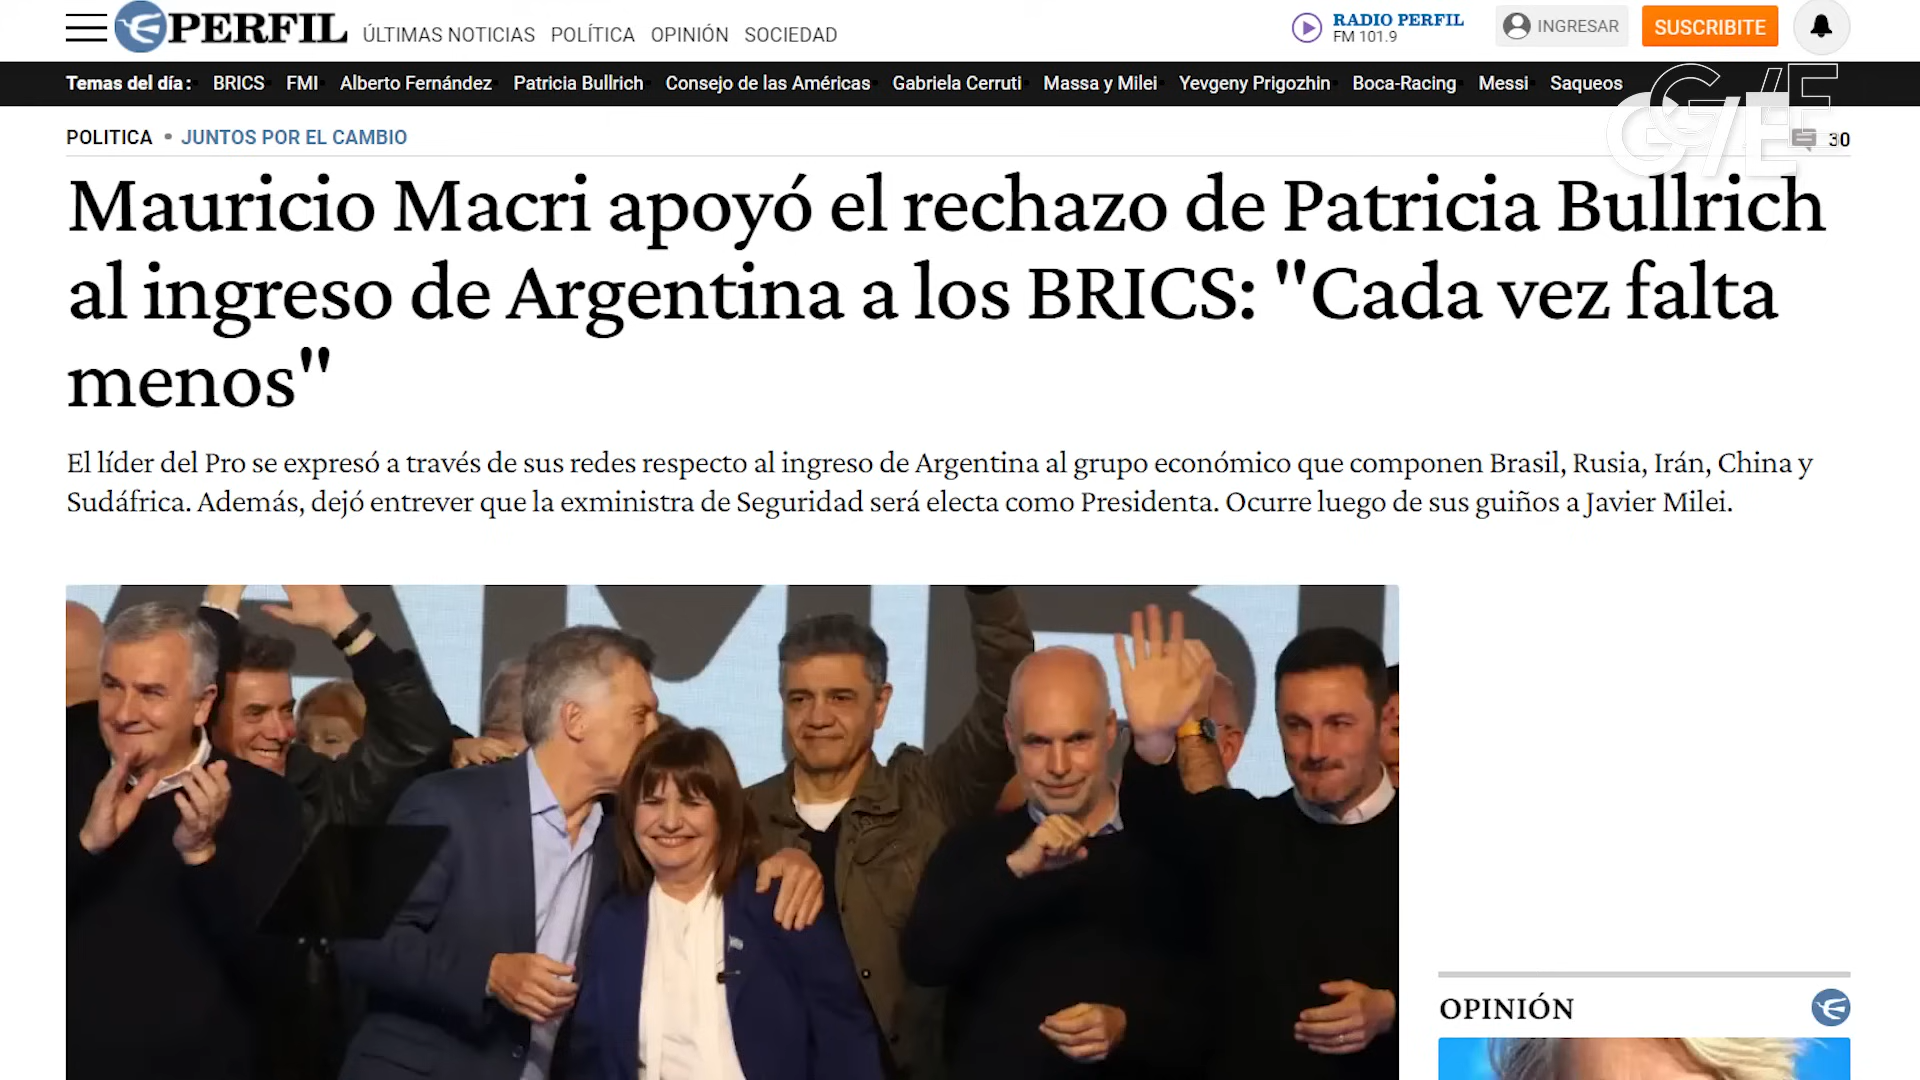 PERFIL
ÚLTIMAS NOTICIAS POLÍTICA OPINIÓN SOCIEDAD
RADIO PERFIL
FM 101.9
INGRESAR
SUSCRIBITE
Temas del día: BRICS FMI Alberto Fernández Patricia Bullrich Consejo de las Américas Gabriela Cerruti Massa y Milei Yevgeny Prigozhin Boca-Racing Messi Saqueos
G/E
G/E
POLITICA • JUNTOS POR EL CAMBIO
30
Mauricio Macri apoyó el rechazo de Patricia Bullrich
al ingreso de Argentina a los BRICS: "Cada vez falta
menos"
El líder del Pro se expresó a través de sus redes respecto al ingreso de Argentina al grupo económico que componen Brasil, Rusia, Irán, China y
Sudáfrica. Además, dejó entrever que la exministra de Seguridad será electa como Presidenta. Ocurre luego de sus guiños a Javier Milei.
OPINIÓN